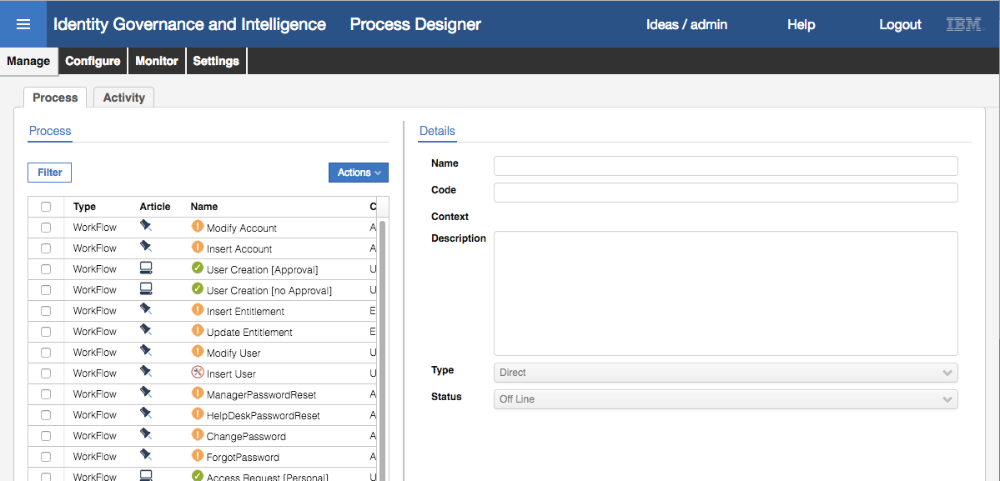 Identity Governance and Intelligence Process Designer Ideas / admin Help Logout IBM
Manage Configure Monitor Settings
Process Activity
Process
Filter Actions
Type Article Name C
WorkFlow Modify Account A
WorkFlow Insert Account A
WorkFlow User Creation [Approval] U
WorkFlow User Creation [no Approval] U
WorkFlow Insert Entitlement E
WorkFlow Update Entitlement E
WorkFlow Modify User U
WorkFlow Insert User U
WorkFlow ManagerPasswordReset A
WorkFlow HelpDeskPasswordReset A
WorkFlow ChangePassword A
WorkFlow ForgotPassword A
WorkFlow Access Request [Personal] U
Details
Name
Code
Context
Description
Type Direct
Status Off Line